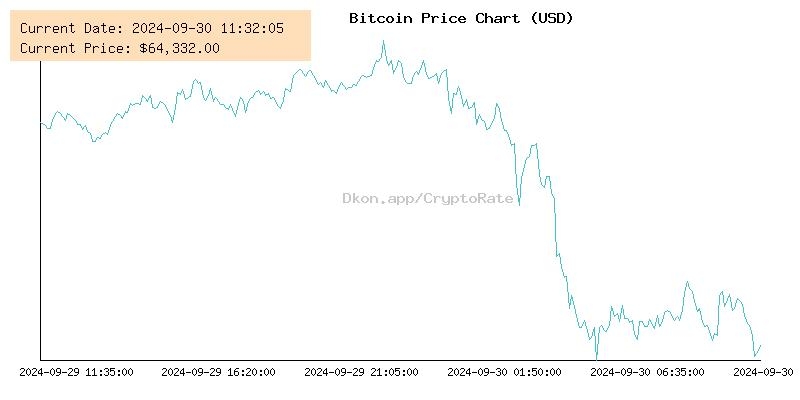 Bitcoin Price Chart (USD)
Current Date: 2024-09-30 11:32:05
Current Price: $64,332.00
Dkon.app/CryptoRate
2024-09-29 11:35:00 2024-09-29 16:20:00 2024-09-29 21:05:00 2024-09-30 01:50:00 2024-09-30 06:35:00 2024-09-30